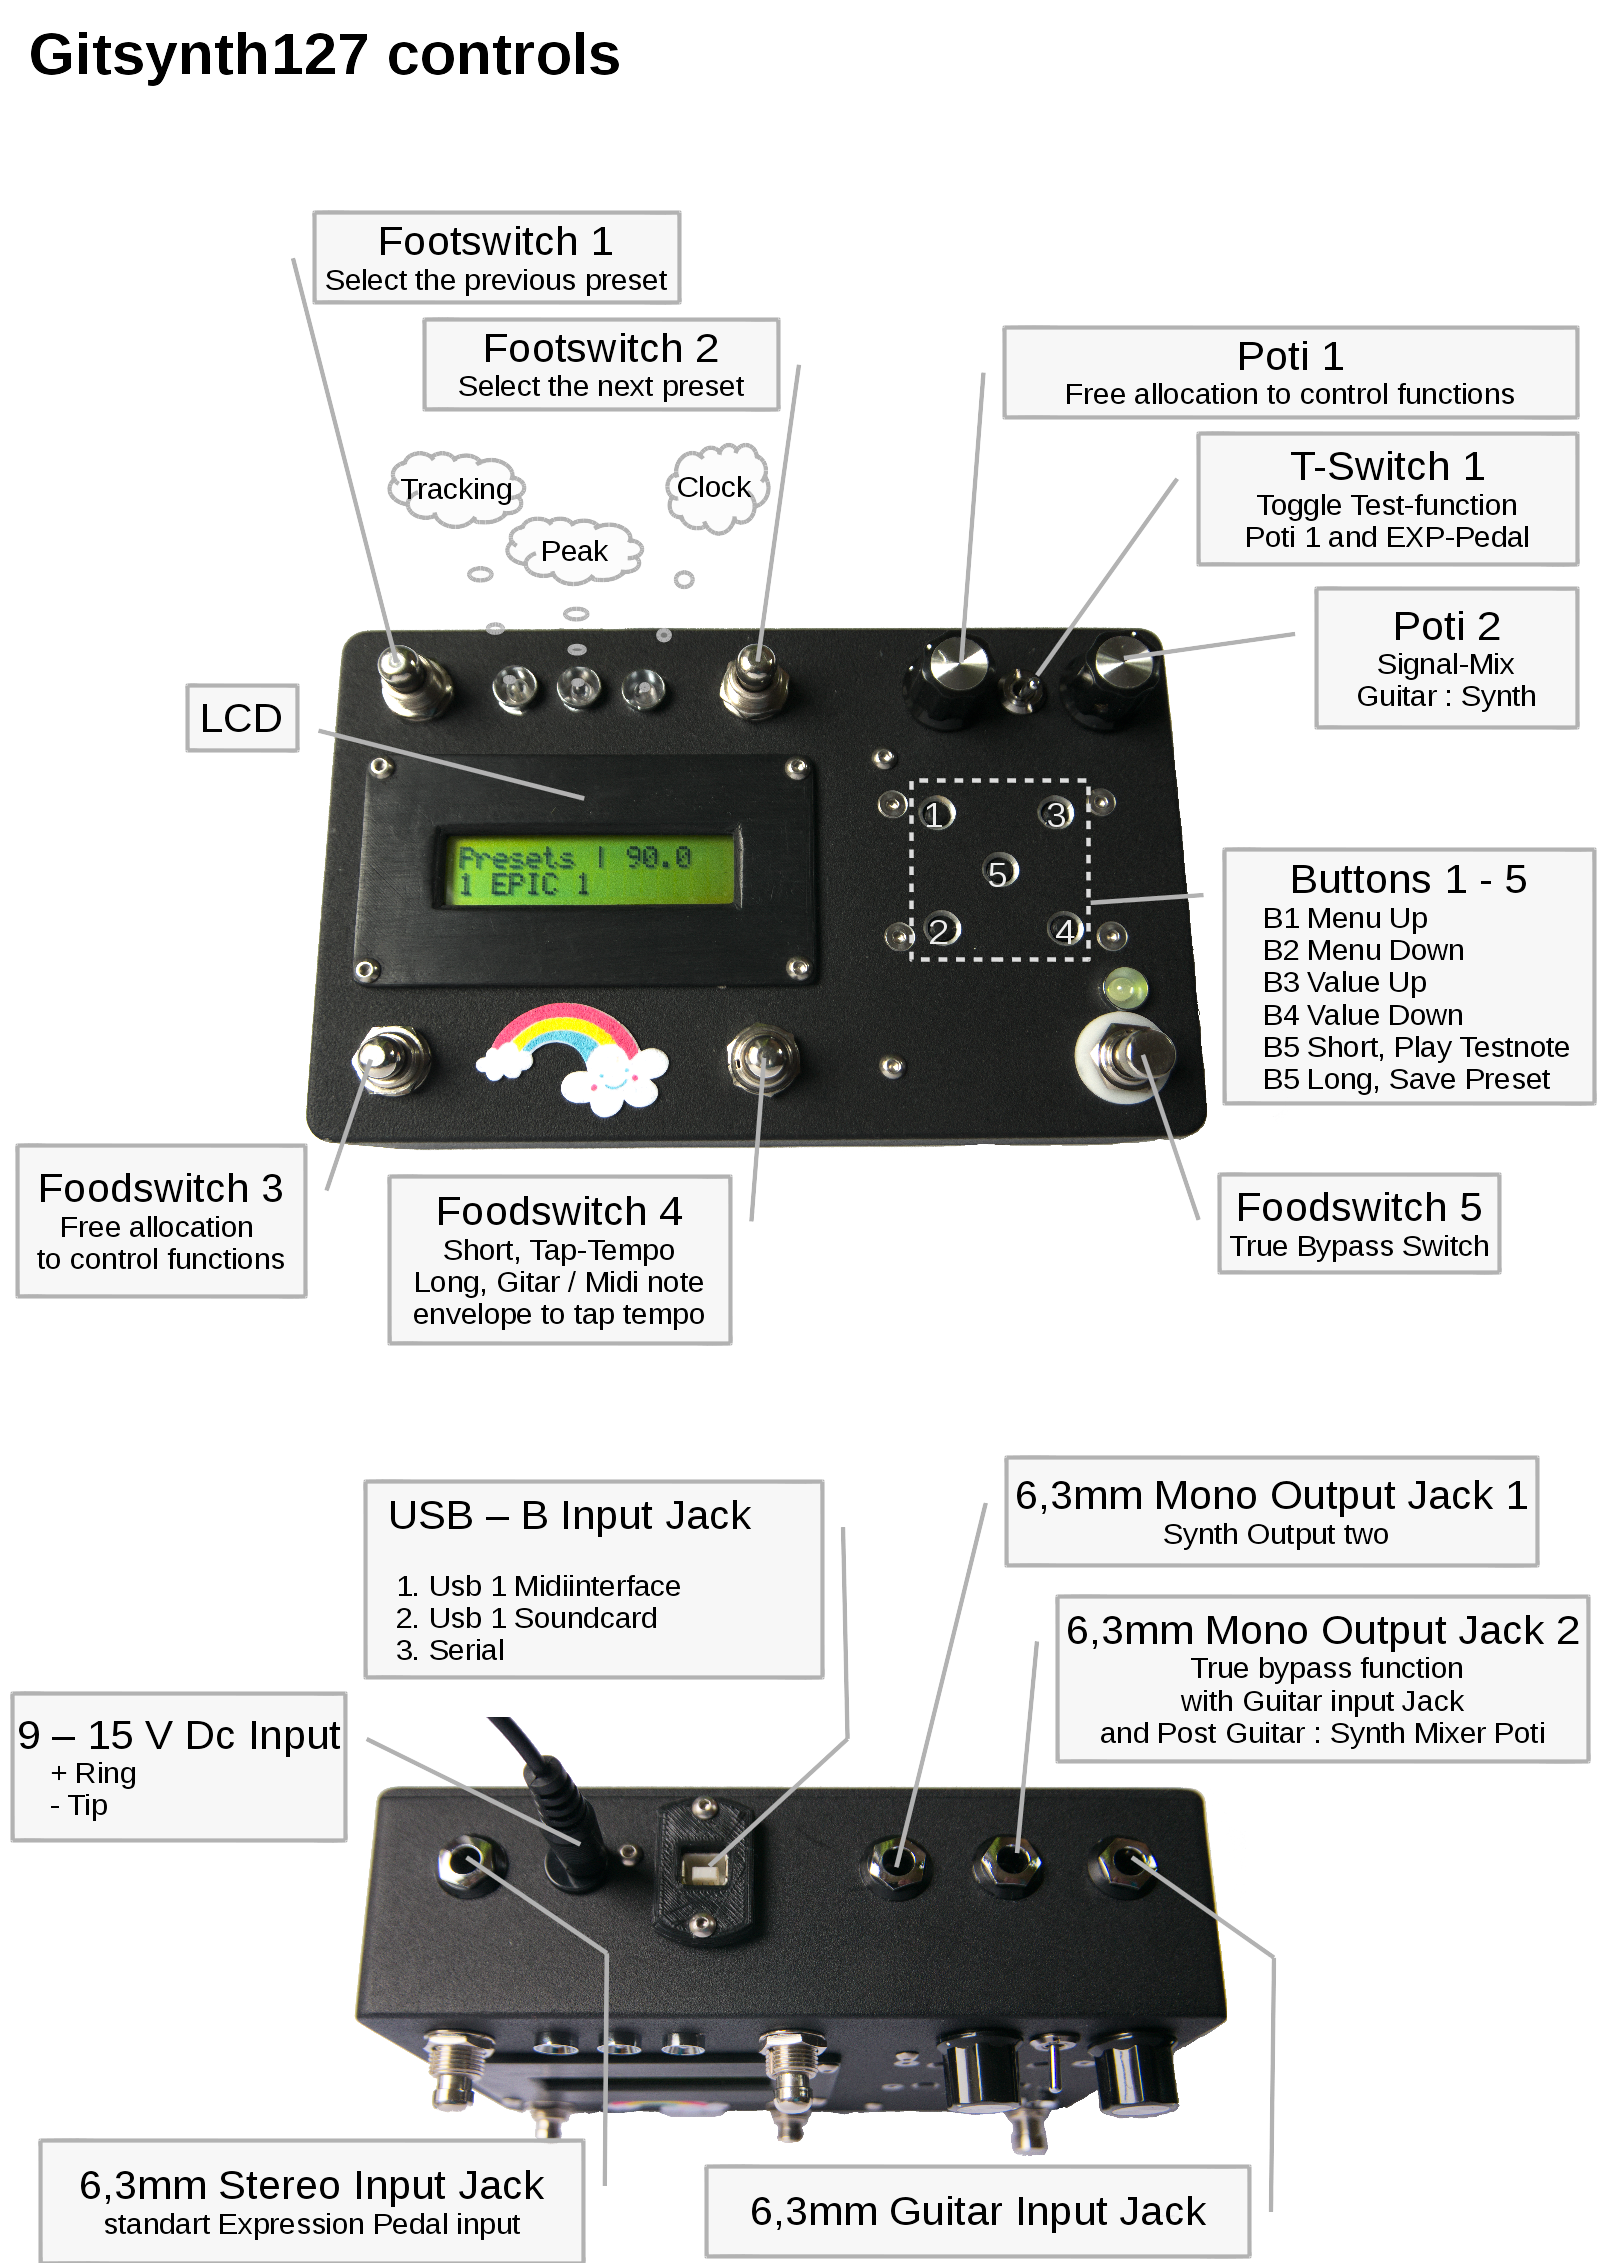 Gitsynth127 controls
Footswitch 1
Select the previous preset
Footswitch 2
Select the next preset
Poti 1
Free allocation to control functions
Tracking
Clock
Peak
T-Switch 1
Toggle Test-function
Poti 1 and EXP-Pedal
Poti 2
Signal-Mix
Guitar : Synth
LCD
Presets | 90.0
1 EPIC 1
1
3
5
2
4
Buttons 1 - 5
B1 Menu Up
B2 Menu Down
B3 Value Up
B4 Value Down
B5 Short, Play Testnote
B5 Long, Save Preset
Foodswitch 3
Free allocation
to control functions
Foodswitch 4
Short, Tap-Tempo
Long, Gitar / Midi note
envelope to tap tempo
Foodswitch 5
True Bypass Switch
USB – B Input Jack
1. Usb 1 Midiinterface
2. Usb 1 Soundcard
3. Serial
6,3mm Mono Output Jack 1
Synth Output two
6,3mm Mono Output Jack 2
True bypass function
with Guitar input Jack
and Post Guitar : Synth Mixer Poti
9 – 15 V Dc Input
+ Ring
- Tip
6,3mm Stereo Input Jack
standart Expression Pedal input
6,3mm Guitar Input Jack